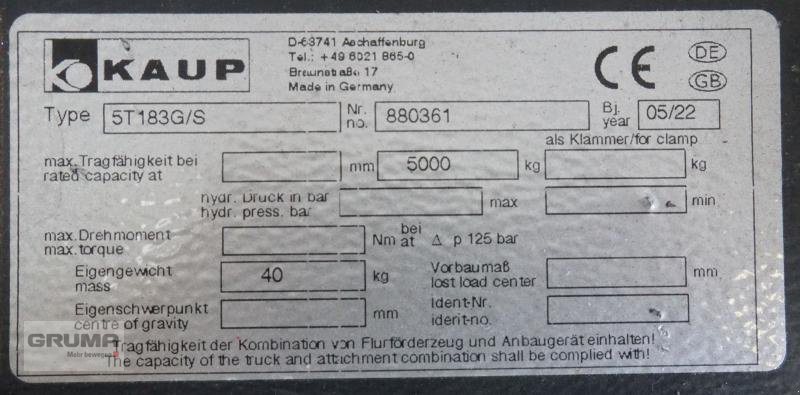 KAUP
D-63741 Aschaffenburg
Tel.: +49 6021 865-0
Braunstraße 17
Made in Germany
CE
DE
GB
Type 5T183G/S Nr. no. 880361 Bj. year 05/22
als Klammer/for clamp
max. Tragfähigkeit bei mm 5000 kg kg
rated capacity at
hydr. Druck in bar max min
hydr. press. bar
max. Drehmoment Nm bei Δ p 125 bar
max. torque at
Eigengewicht 40 kg Vorbaumaß mm
mass lost load center
Eigenschwerpunkt mm Ident-Nr.
centre of gravity ident-no.
GRUMA
Mehr bewegen
Tragfähigkeit der Kombination von Flurförderzeug und Anbaugerät einhalten!
The capacity of the truck and attachment combination shall be complied with!